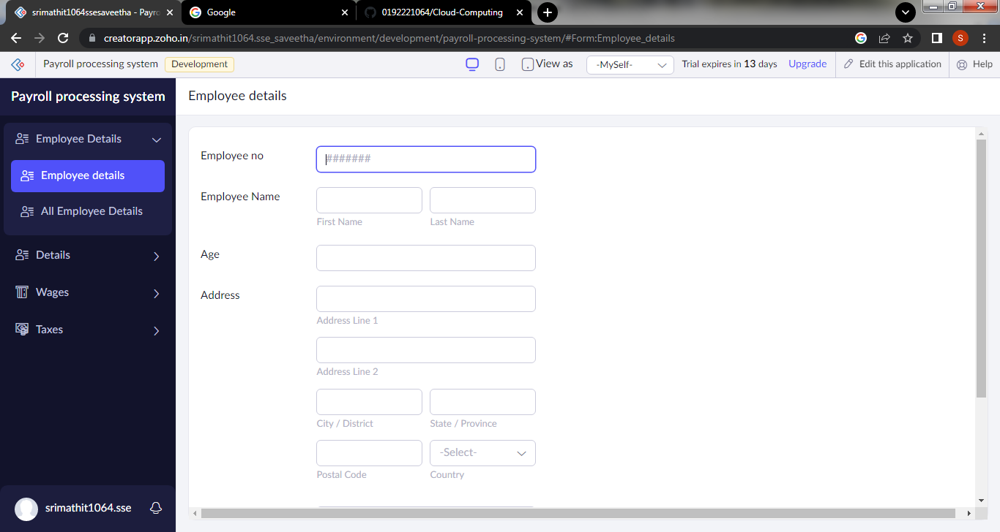 srimathit1064ssesaveetha - Payro
Google
0192221064/Cloud-Computing
creatorapp.zoho.in/srimathit1064.sse_saveetha/environment/development/payroll-processing-system/#Form:Employee_details
S
Payroll processing system
Development
View as
-MySelf-
Trial expires in 13 days
Upgrade
Edit this application
Help
Payroll processing system
Employee details
Employee Details
Employee details
All Employee Details
Details
Wages
Taxes
srimathit1064.sse
Employee no
#######
Employee Name
First Name
Last Name
Age
Address
Address Line 1
Address Line 2
City / District
State / Province
-Select-
Postal Code
Country